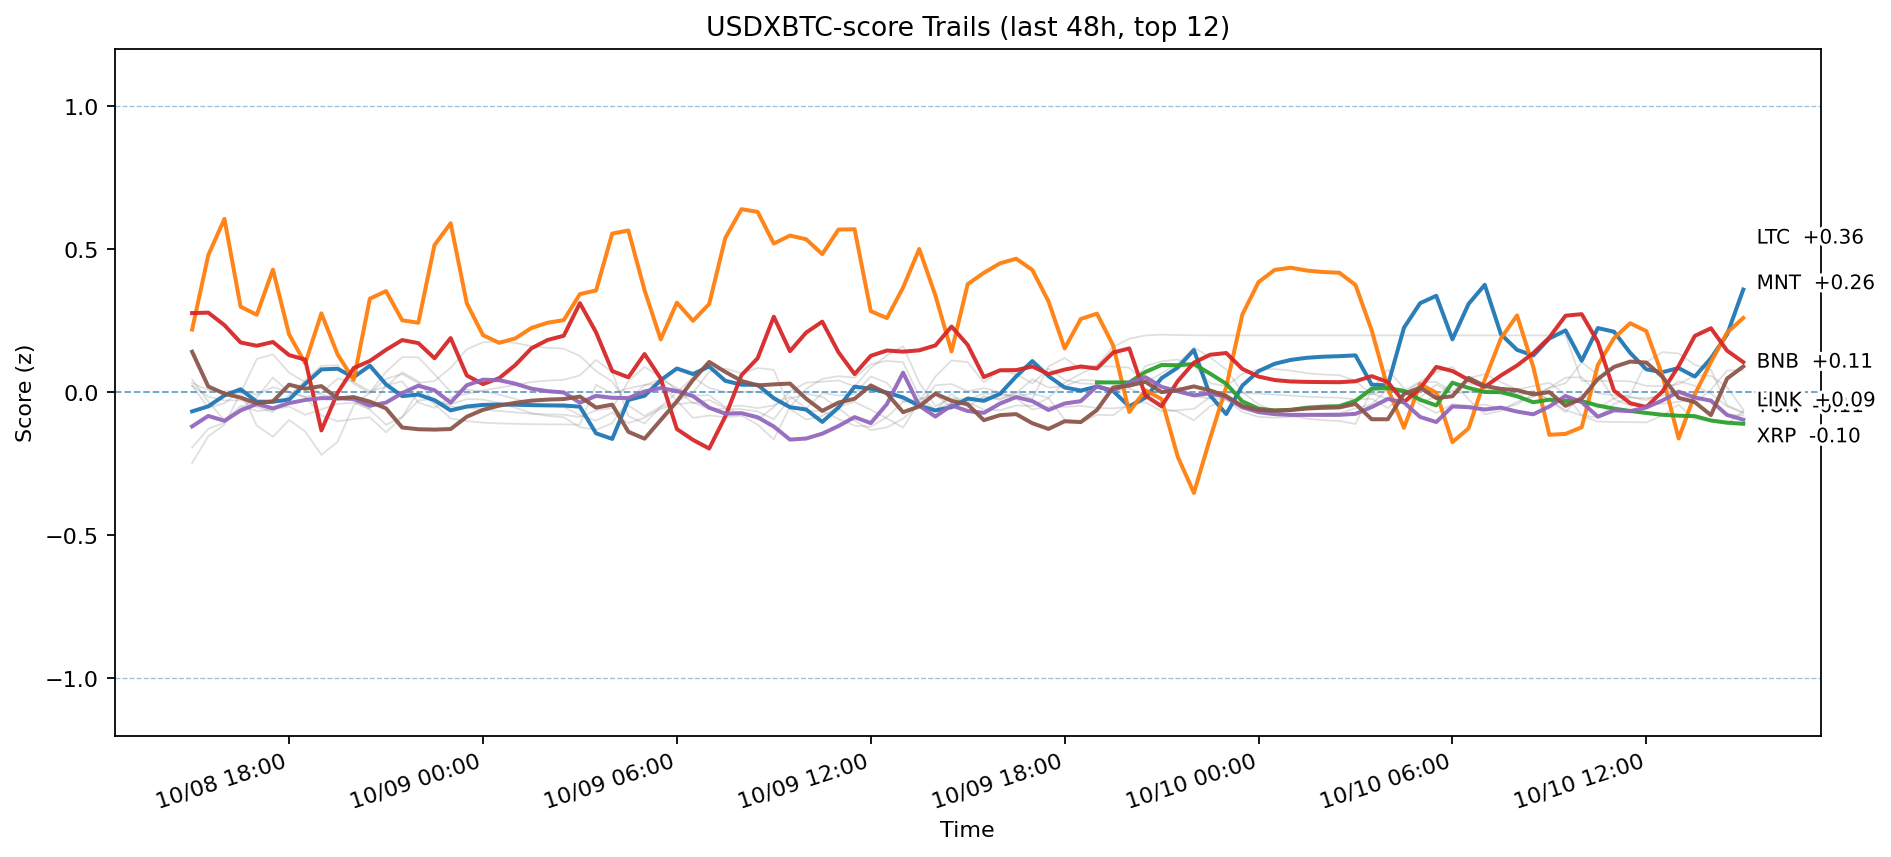 USDXBTC-score Trails (last 48h, top 12)
Score (z)
1.0
0.5
0.0
−0.5
−1.0
LTC +0.36
MNT +0.26
BNB +0.11
LINK +0.09
XRP -0.10
10/08 18:00
10/09 00:00
10/09 06:00
10/09 12:00
10/09 18:00
10/10 00:00
10/10 06:00
10/10 12:00
Time